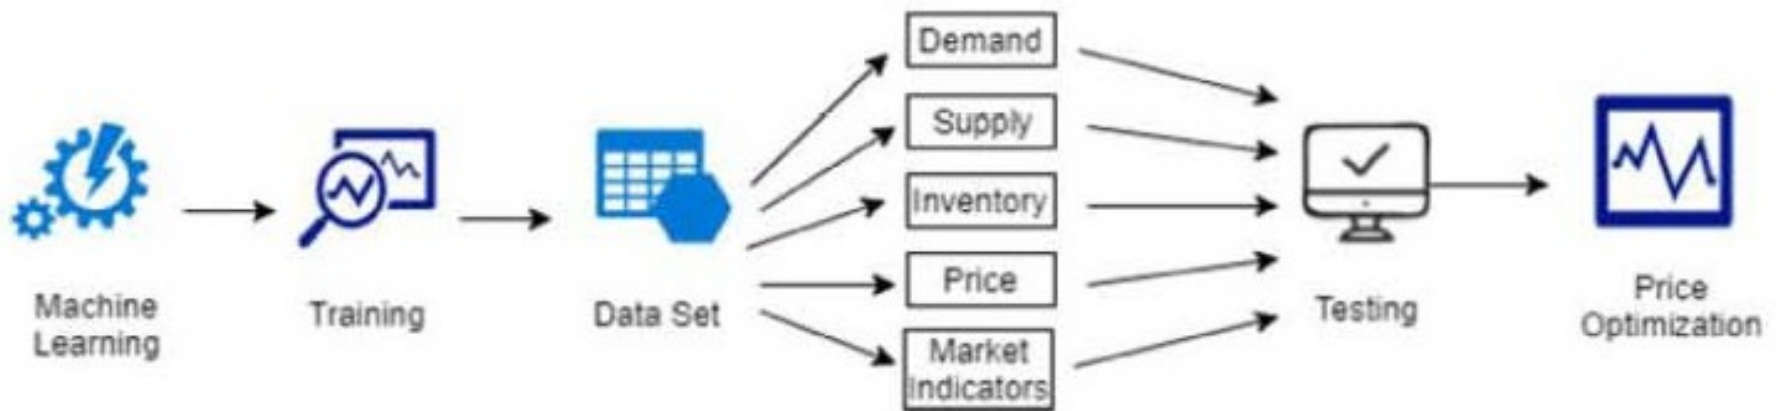 Machine
Learning
Training
Data Set
Demand
Supply
Inventory
Price
Market
Indicators
Testing
Price
Optimization